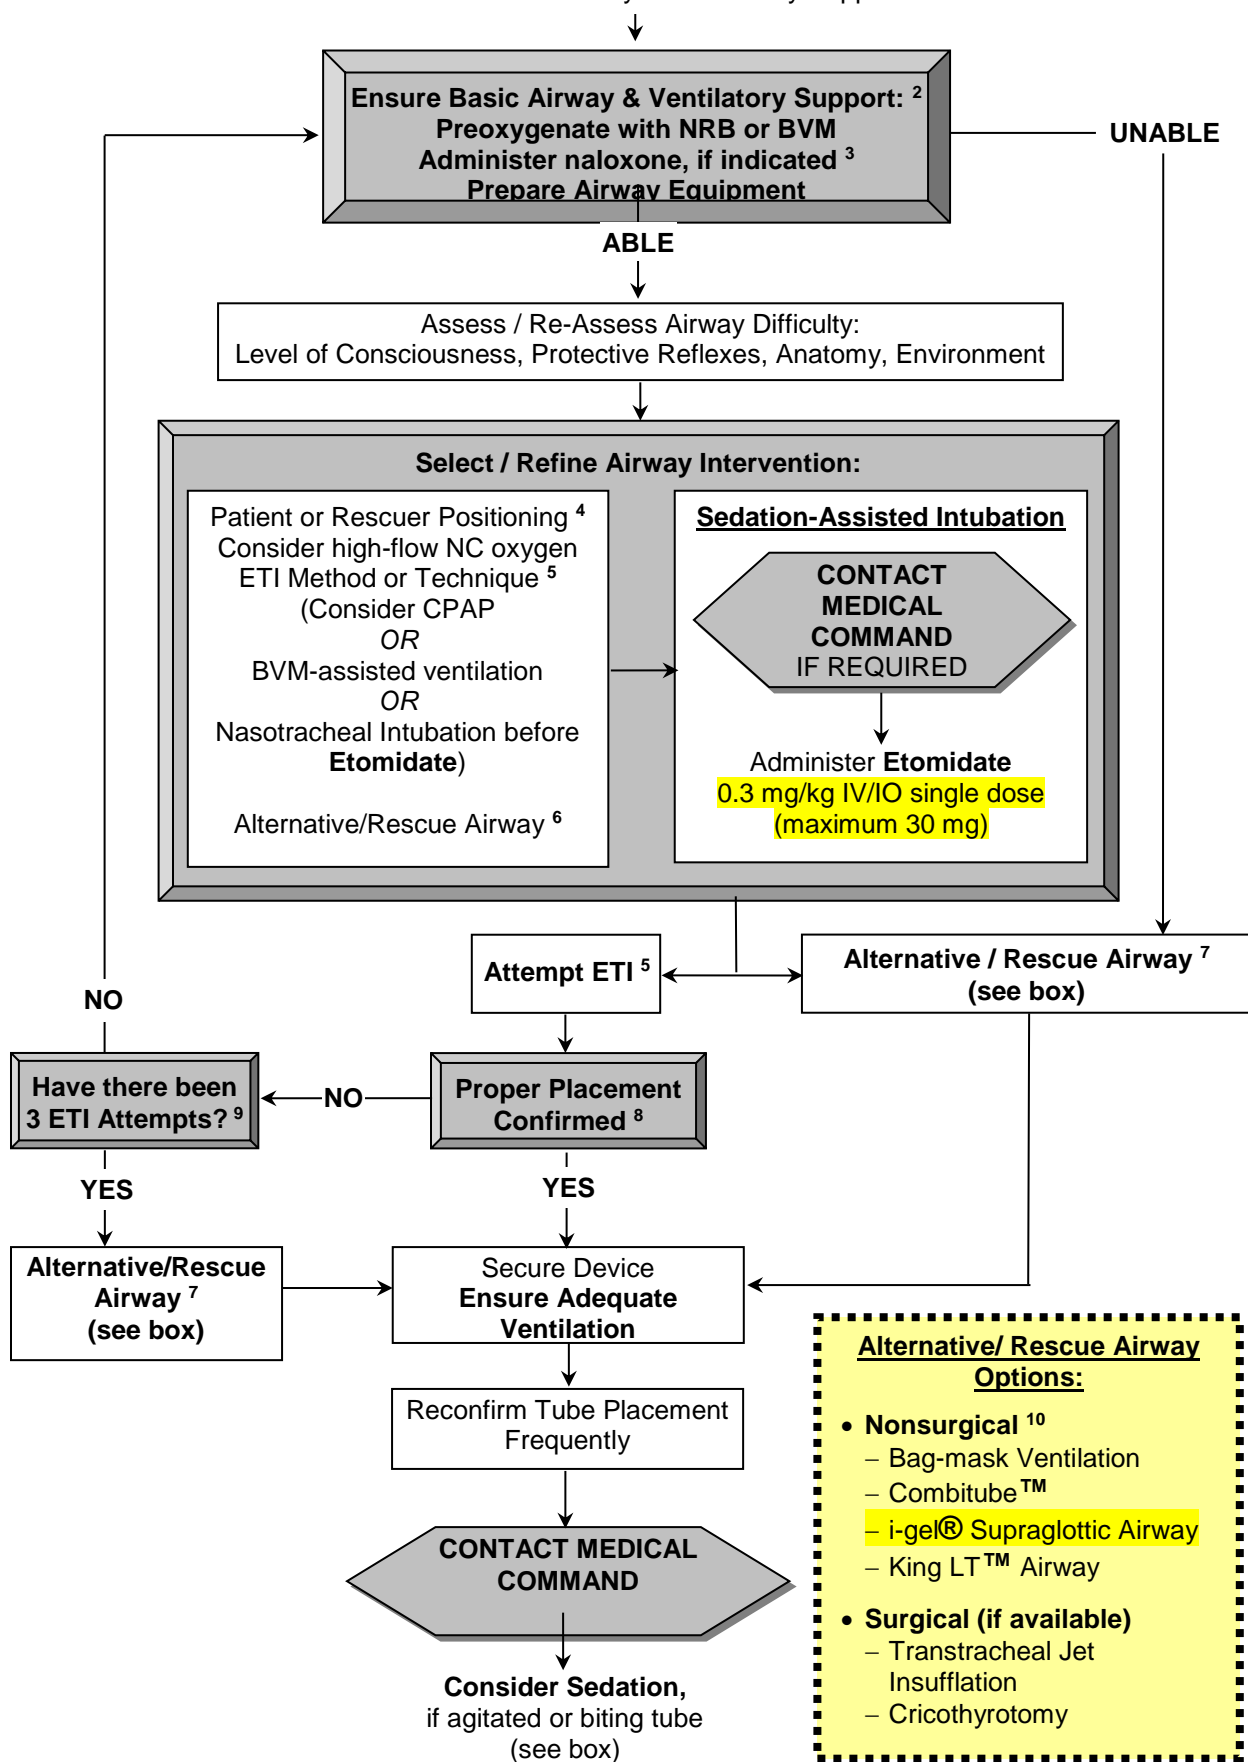 Ensure Basic Airway & Ventilatory Support: 2
Preoxygenate with NRB or BVM
Administer naloxone, if indicated 3
Prepare Airway Equipment
UNABLE
ABLE
Assess / Re-Assess Airway Difficulty:
Level of Consciousness, Protective Reflexes, Anatomy, Environment
Select / Refine Airway Intervention:
Patient or Rescuer Positioning 4
Consider high-flow NC oxygen
ETI Method or Technique 5
(Consider CPAP
OR
BVM-assisted ventilation
OR
Nasotracheal Intubation before
Etomidate)
Alternative/Rescue Airway 6
Sedation-Assisted Intubation
CONTACT
MEDICAL
COMMAND
IF REQUIRED
Administer Etomidate
0.3 mg/kg IV/IO single dose
(maximum 30 mg)
Attempt ETI 5
Alternative / Rescue Airway 7
(see box)
NO
Have there been
3 ETI Attempts? 9
NO
Proper Placement
Confirmed 8
YES
YES
Alternative/Rescue
Airway 7
(see box)
Secure Device
Ensure Adequate
Ventilation
Reconfirm Tube Placement
Frequently
CONTACT MEDICAL
COMMAND
Consider Sedation,
if agitated or biting tube
(see box)
Alternative/ Rescue Airway
Options:
• Nonsurgical 10
– Bag-mask Ventilation
– Combitube™
– i-gel® Supraglottic Airway
– King LT™ Airway
• Surgical (if available)
– Transtracheal Jet
Insufflation
– Cricothyrotomy